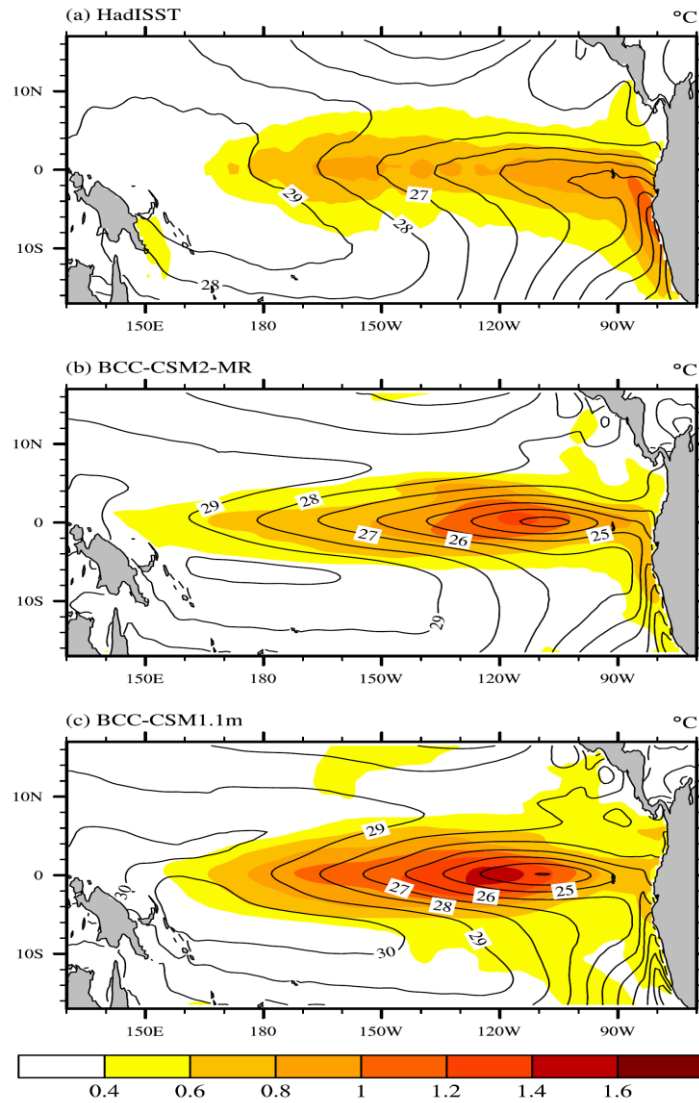 (a) HadISST °C
10N
0
10S
29
28
27
28
150E 180 150W 120W 90W
(b) BCC-CSM2-MR °C
10N
0
10S
29
28
27
26
25
29
150E 180 150W 120W 90W
(c) BCC-CSM1.1m °C
10N
0
10S
29
30
27
28
26
25
29
30
150E 180 150W 120W 90W
0.4 0.6 0.8 1 1.2 1.4 1.6